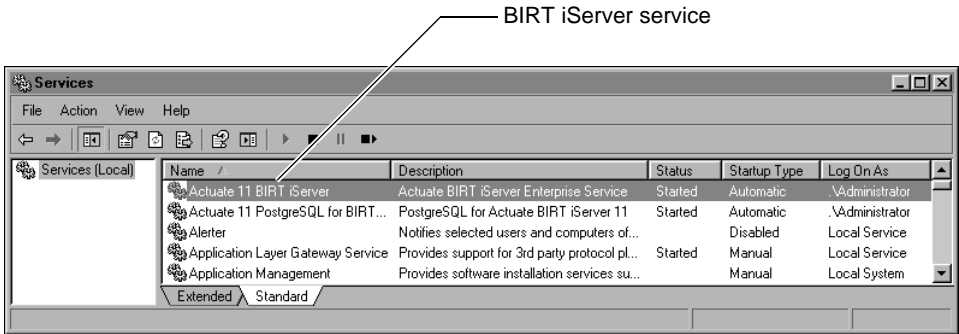 BIRT iServer service
Services
File Action View Help
Services (Local)
Name Description Status Startup Type Log On As
Actuate 11 BIRT iServer Actuate BIRT iServer Enterprise Service Started Automatic .\Administrator
Actuate 11 PostgreSQL for BIRT... PostgreSQL for Actuate BIRT iServer 11 Started Automatic .\Administrator
Alerter Notifies selected users and computers of... Disabled Local Service
Application Layer Gateway Service Provides support for 3rd party protocol pl... Started Manual Local Service
Application Management Provides software installation services su... Manual Local System
Extended Standard